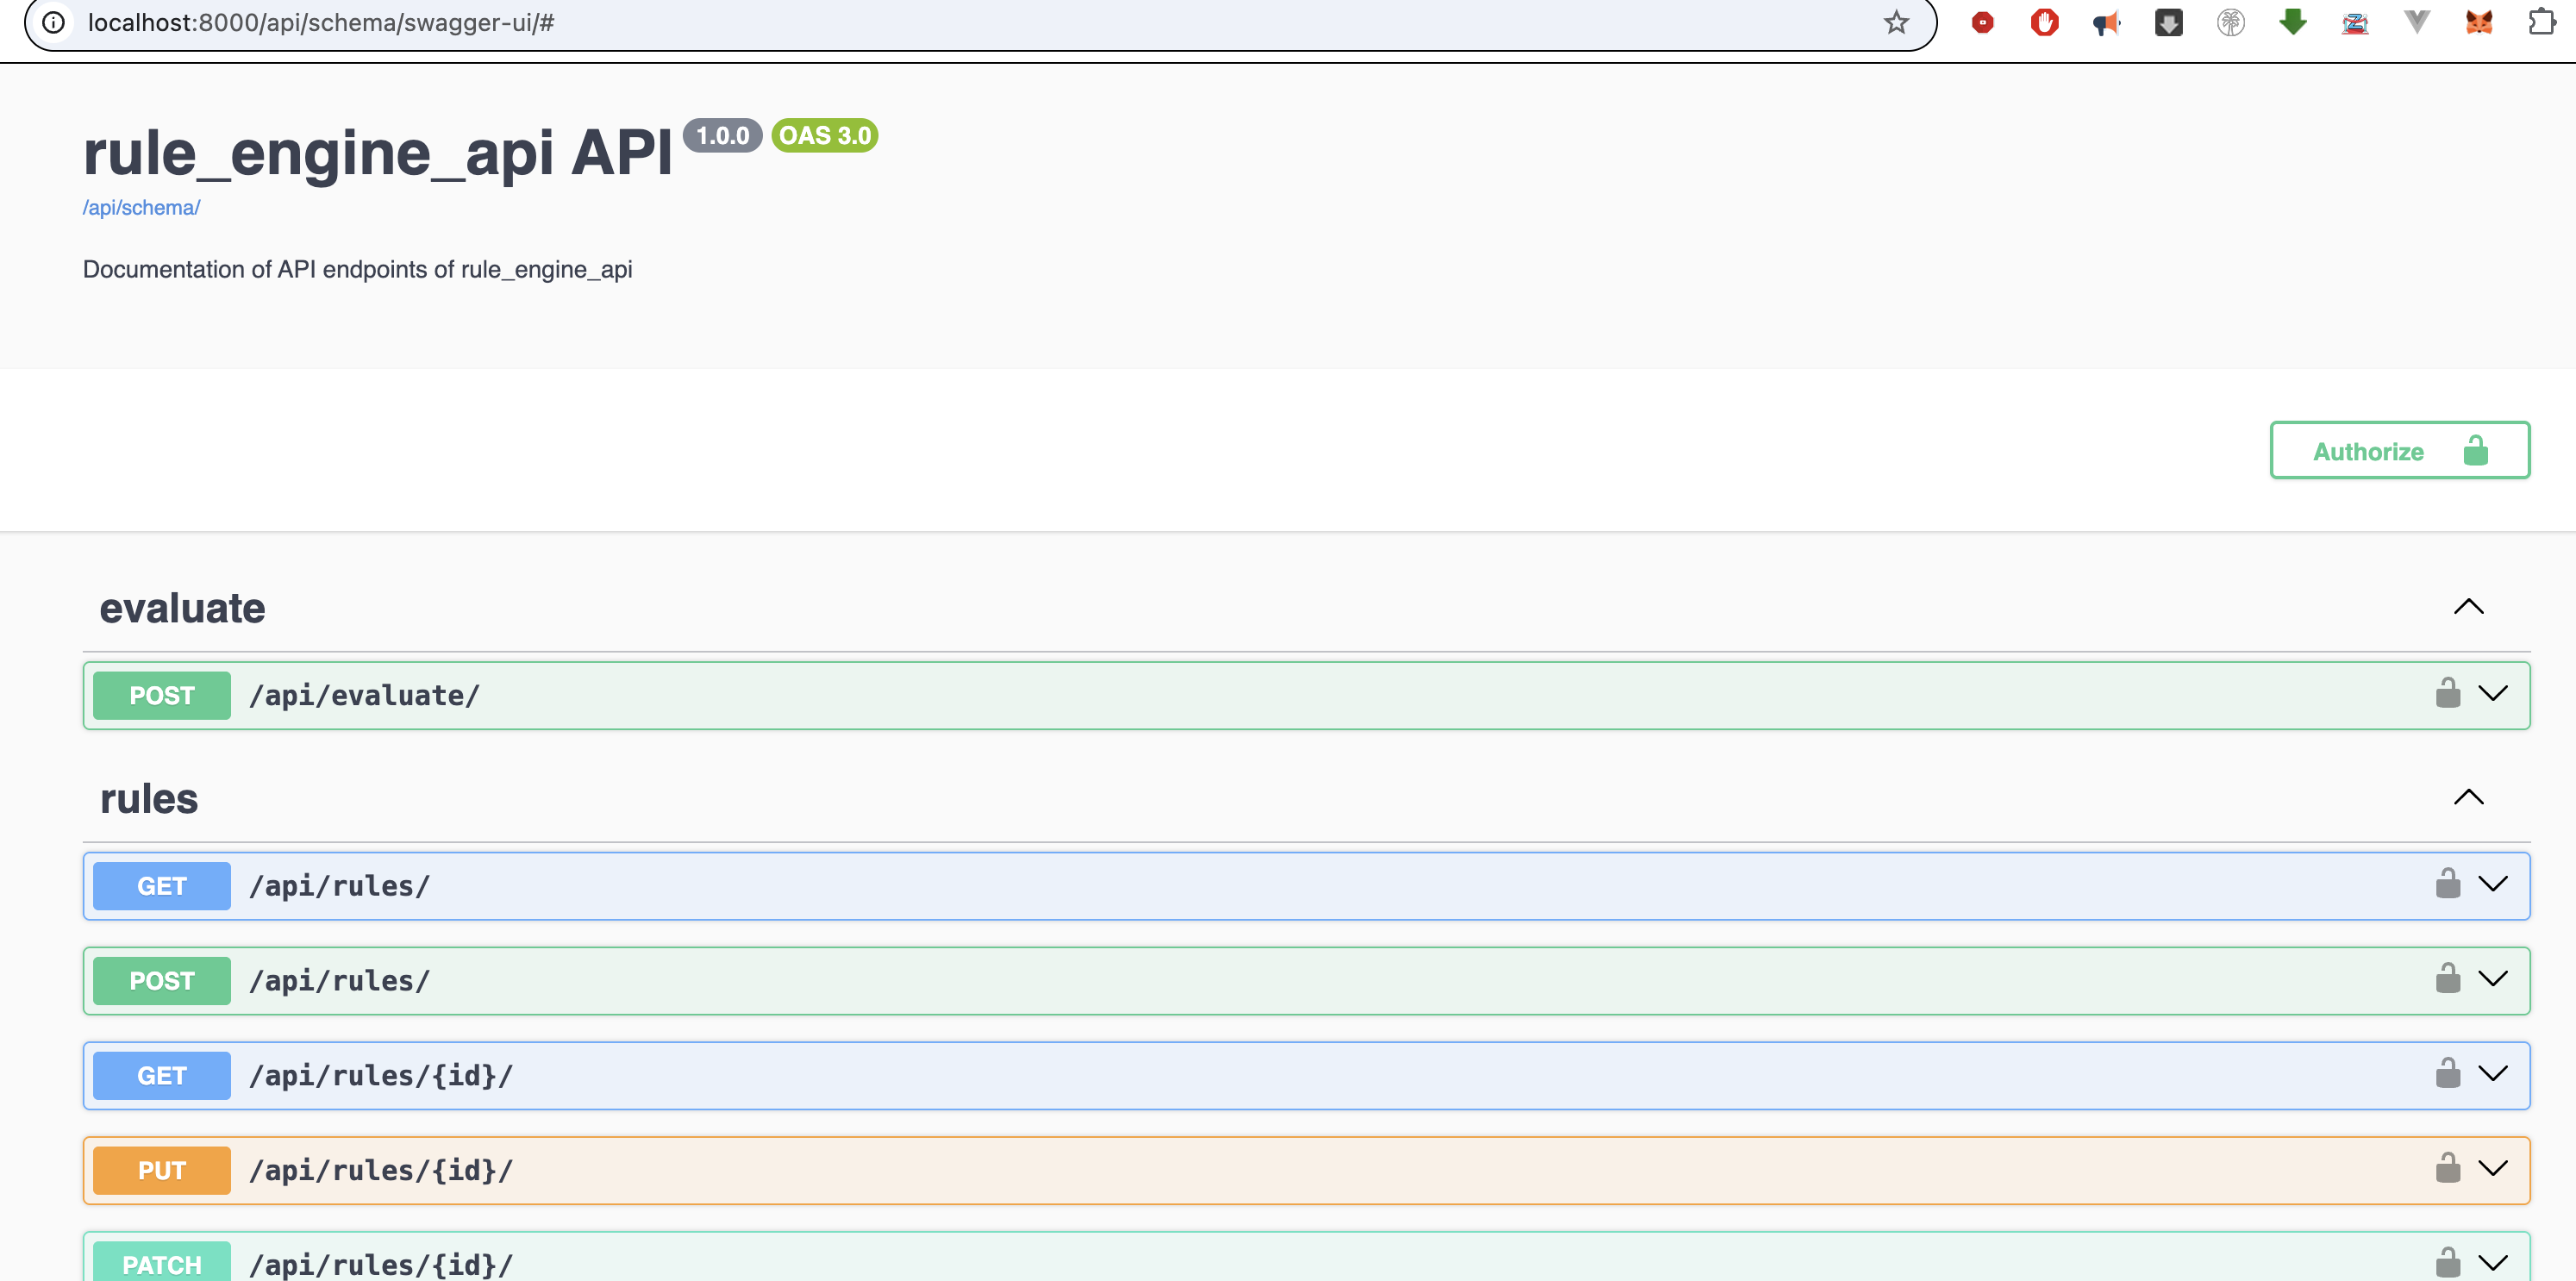 localhost:8000/api/schema/swagger-ui/#
rule_engine_api API 1.0.0 OAS 3.0
/api/schema/
Documentation of API endpoints of rule_engine_api
Authorize
evaluate
POST /api/evaluate/
rules
GET /api/rules/
POST /api/rules/
GET /api/rules/{id}/
PUT /api/rules/{id}/
PATCH /api/rules/{id}/